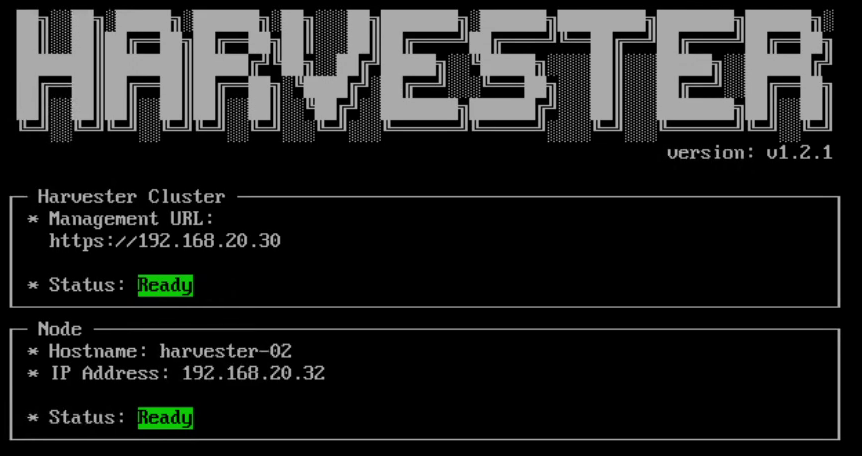 HARVESTER
version: v1.2.1
Harvester Cluster
* Management URL:
https://192.168.20.30
* Status: Ready
Node
* Hostname: harvester-02
* IP Address: 192.168.20.32
* Status: Ready